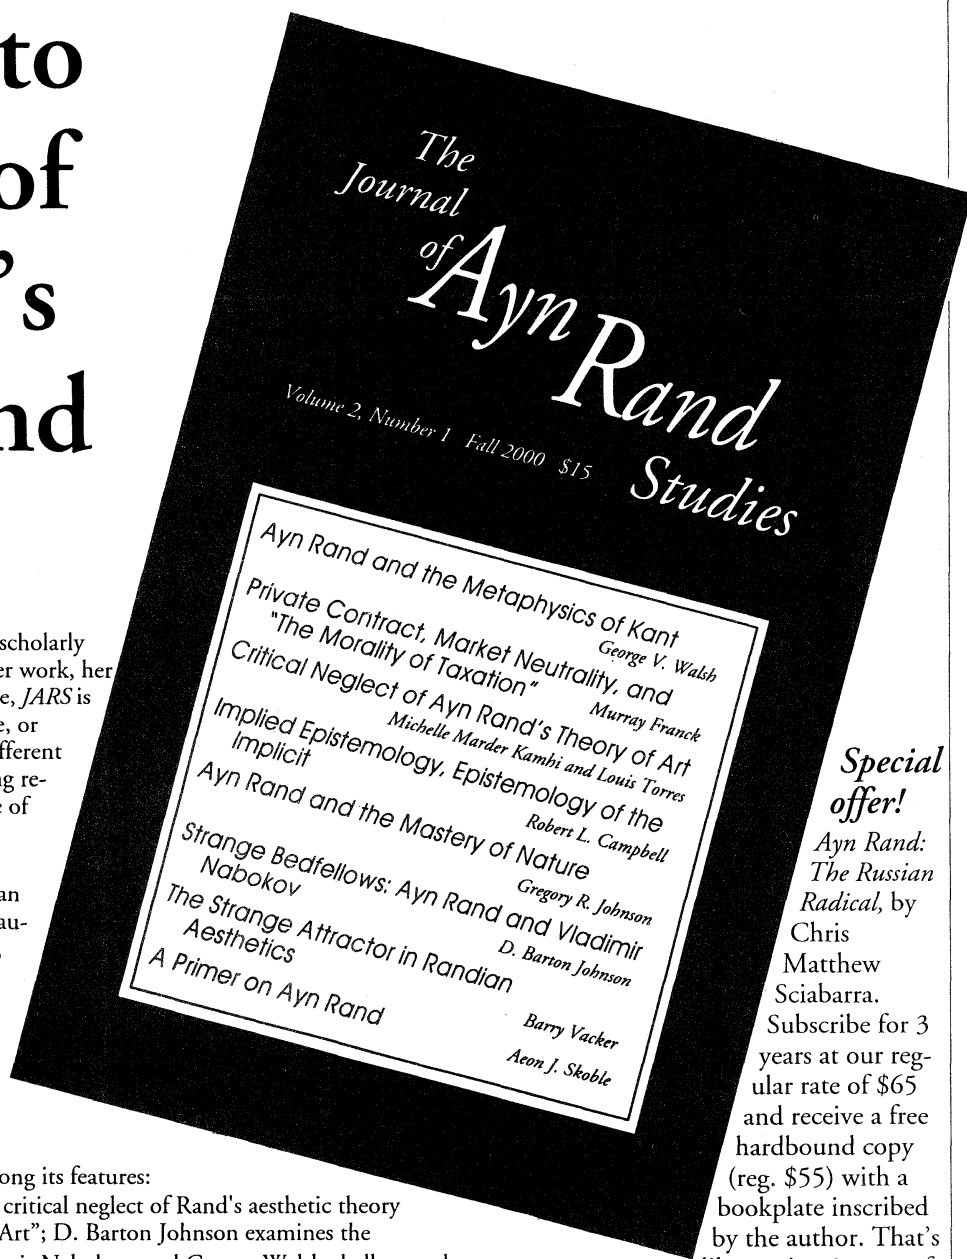 to
of
's
nd
The
Journal
of Ayn Rand
Studies
Volume 2, Number 1 Fall 2000 $15
Ayn Rand and the Metaphysics of Kant
George V. Walsh
Private Contract, Market Neutrality, and
"The Morality of Taxation"
Murray Franck
Critical Neglect of Ayn Rand's Theory of Art
Michelle Marder Kamhi and Louis Torres
Implied Epistemology, Epistemology of the
Implicit
Robert L. Campbell
Ayn Rand and the Mastery of Nature
Gregory R. Johnson
Strange Bedfellows: Ayn Rand and Vladimir
Nabokov
D. Barton Johnson
The Strange Attractor in Randian
Aesthetics
Barry Vacker
A Primer on Ayn Rand
Aeon J. Skoble
scholarly
er work, her
e, JARS is
e, or
fferent
ng re-
e of
an
au-
Special
offer!
Ayn Rand:
The Russian
Radical, by
Chris
Matthew
Sciabarra.
Subscribe for 3
years at our reg-
ular rate of $65
and receive a free
hardbound copy
(reg. $55) with a
bookplate inscribed
by the author. That's
ong its features:
critical neglect of Rand's aesthetic theory
Art"; D. Barton Johnson examines the